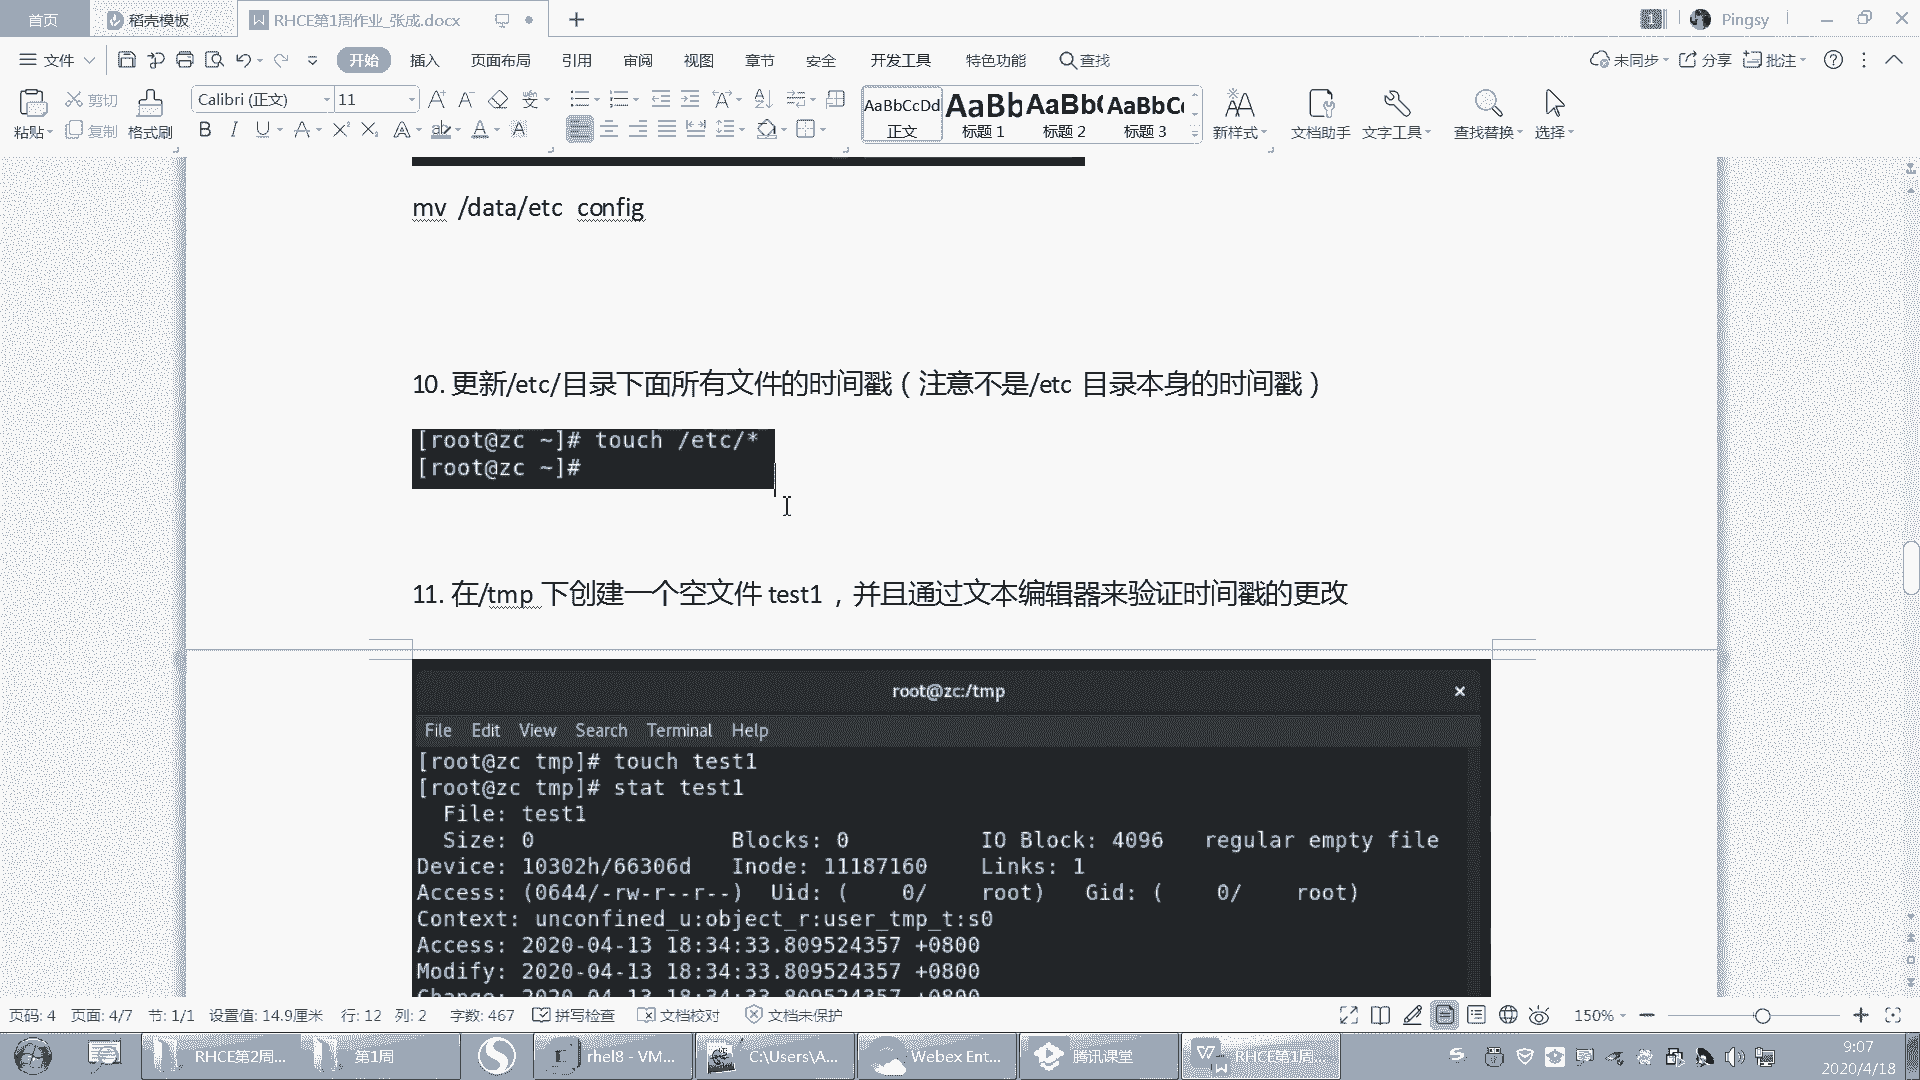 首页
稻壳模板
RHCE第1周作业_张成.docx
Pingsy
文件
开始
插入
页面布局
引用
审阅
视图
章节
安全
开发工具
特色功能
查找
未同步
分享
批注
粘贴
剪切
复制
格式刷
Calibri (正文)
11
AaBbCcDd
正文
AaBb
标题 1
AaBb(
标题 2
AaBbC
标题 3
新样式
文档助手
文字工具
查找替换
选择
mv /data/etc config
10. 更新/etc/目录下面所有文件的时间戳（注意不是/etc 目录本身的时间戳）
[root@zc ~]# touch /etc/*
[root@zc ~]#
11. 在/tmp 下创建一个空文件 test1，并且通过文本编辑器来验证时间戳的更改
root@zc:/tmp
File Edit View Search Terminal Help
[root@zc tmp]# touch test1
[root@zc tmp]# stat test1
File: test1
Size: 0 Blocks: 0 IO Block: 4096 regular empty file
Device: 10302h/66306d Inode: 11187160 Links: 1
Access: (0644/-rw-r--r--) Uid: ( 0/ root) Gid: ( 0/ root)
Context: unconfined_u:object_r:user_tmp_t:s0
Access: 2020-04-13 18:34:33.809524357 +0800
Modify: 2020-04-13 18:34:33.809524357 +0800
Change: 2020-04-13 18:34:33.809524357 +0800
页码: 4 页面: 4/7 节: 1/1 设置值: 14.9厘米 行: 12 列: 2 字数: 467 拼写检查 文档校对 文档未保护 150%
RHCE第2周...
第1周
rhel8 - VM...
C:\Users\A...
Webex Ent...
腾讯课堂
RHCE第1周...
9:07
2020/4/18